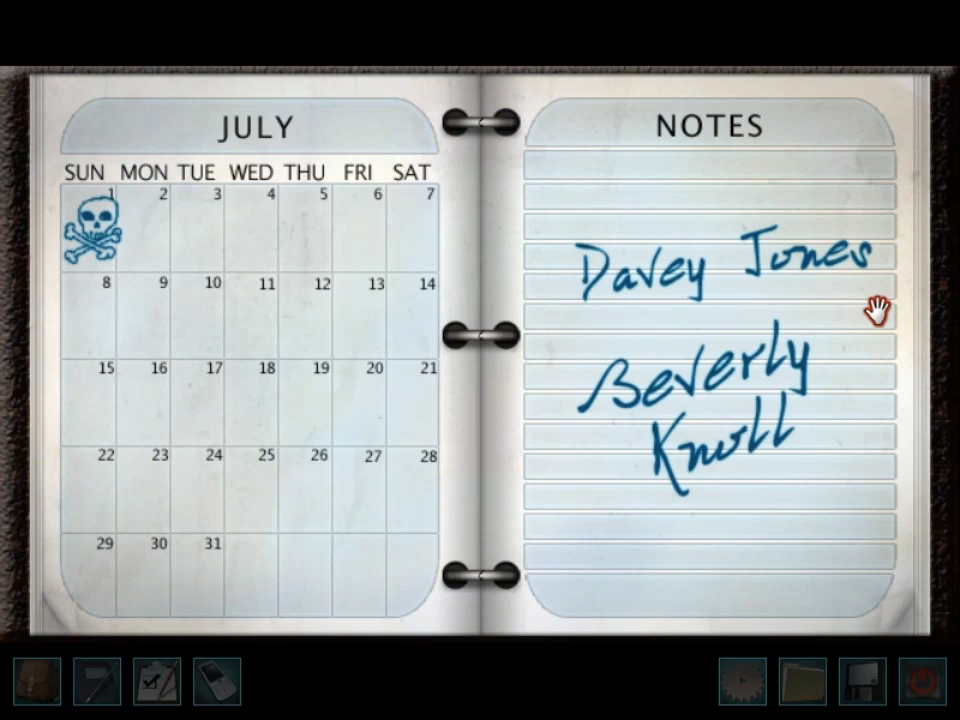 JULY
SUN MON TUE WED THU FRI SAT
1 2 3 4 5 6 7
8 9 10 11 12 13 14
15 16 17 18 19 20 21
22 23 24 25 26 27 28
29 30 31
NOTES
Davey Jones
Beverly
Knoll